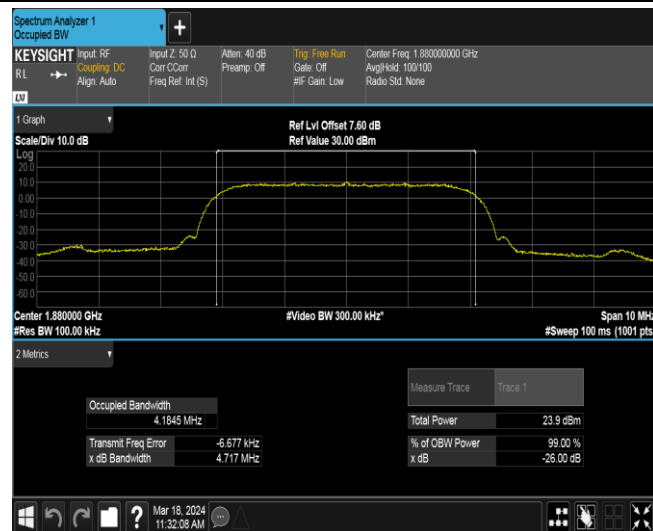 Spectrum Analyzer 1
Occupied BW
+
KEYSIGHT
RL
LXI
Input: RF
Coupling: DC
Align: Auto
Input Z: 50 Ω
Corr CCorr
Freq Ref: Int (S)
Atten: 40 dB
Preamp: Off
Trig: Free Run
Gate: Off
#IF Gain: Low
Center Freq: 1.880000000 GHz
Avg|Hold: 100/100
Radio Std: None
1 Graph
Scale/Div 10.0 dB
Ref Lvl Offset 7.60 dB
Ref Value 30.00 dBm
Log
20.0
10.0
0.00
-10.0
-20.0
-30.0
-40.0
-50.0
-60.0
Center 1.880000 GHz
#Res BW 100.00 kHz
#Video BW 300.00 kHz*
Span 10 MHz
#Sweep 100 ms (1001 pts
2 Metrics
Measure Trace Trace 1
Occupied Bandwidth
4.1845 MHz
Total Power 23.9 dBm
Transmit Freq Error -6.677 kHz
% of OBW Power 99.00 %
x dB Bandwidth 4.717 MHz
x dB -26.00 dB
?
Mar 18, 2024
11:32:08 AM